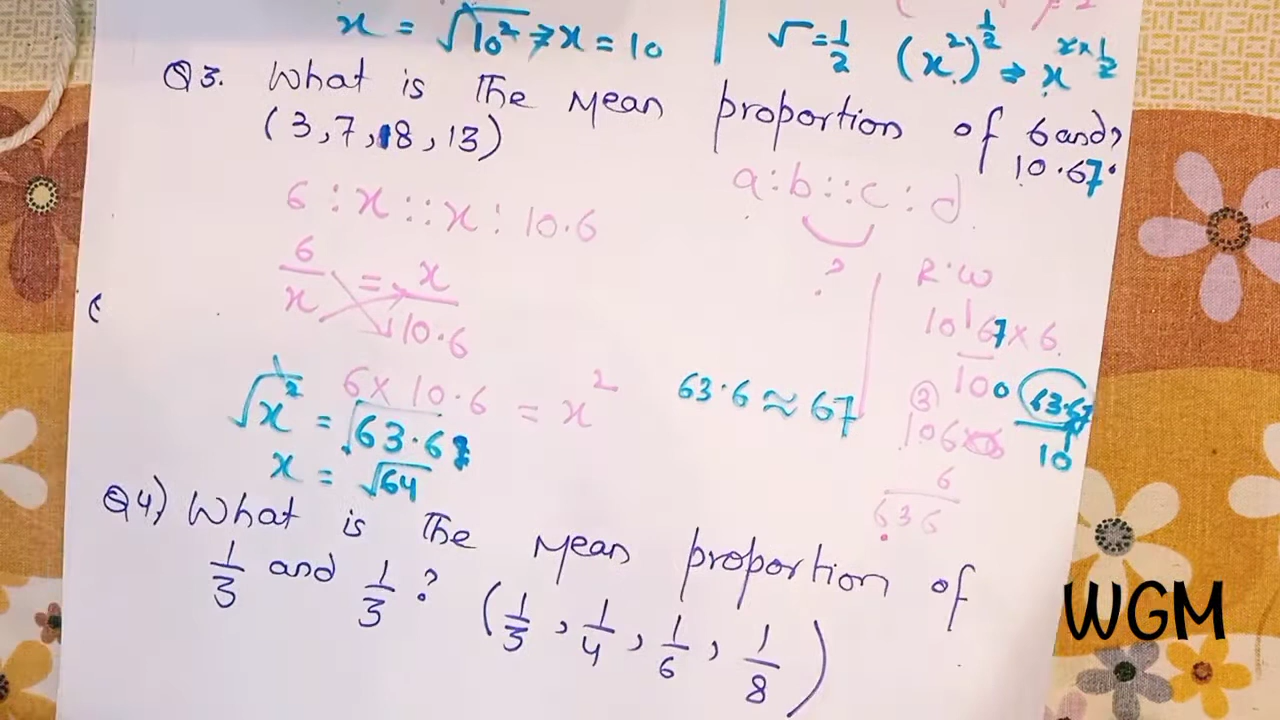 x = √10² ⇒ x = 10
√ = 1/2 (x²)^1/2 ⇒ x^2×1/2
Q3. What is The Mean proportion of 6 and
10.67.
(3, 7, 18, 13)
a : b :: c : d
?
6 : x :: x : 10.6
6/x = x/10.6
6 × 10.6 = x²
√x² = √63.6
x = √64
63.6 ≈ 67
R.W
10.67 × 6
100
63.67
10
3
106
6
636
Q4) What is The Mean proportion of
1/3 and 1/3 ? (1/3, 1/4, 1/6, 1/8)
WGM